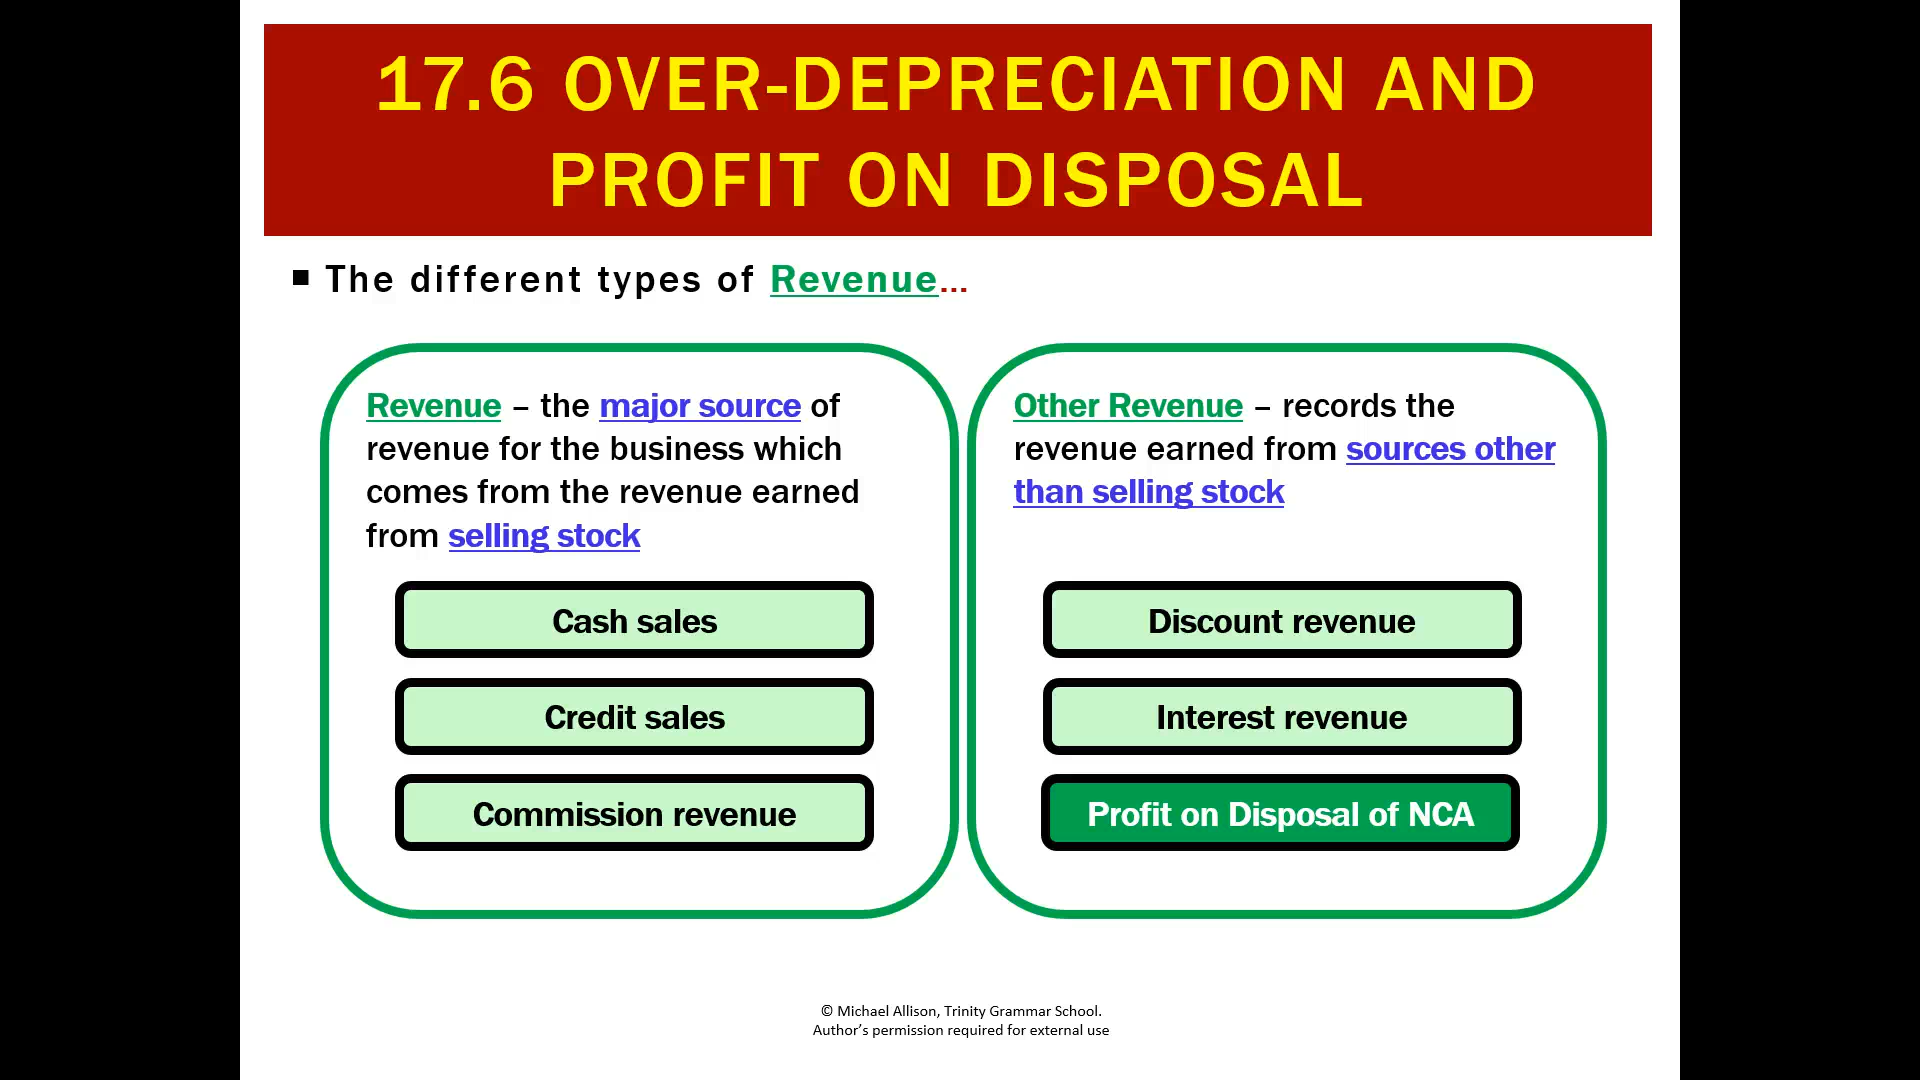 17.6 OVER-DEPRECIATION AND
PROFIT ON DISPOSAL
■ The different types of Revenue...
Revenue – the major source of
revenue for the business which
comes from the revenue earned
from selling stock
Cash sales
Credit sales
Commission revenue
Other Revenue – records the
revenue earned from sources other
than selling stock
Discount revenue
Interest revenue
Profit on Disposal of NCA
© Michael Allison, Trinity Grammar School.
Author’s permission required for external use